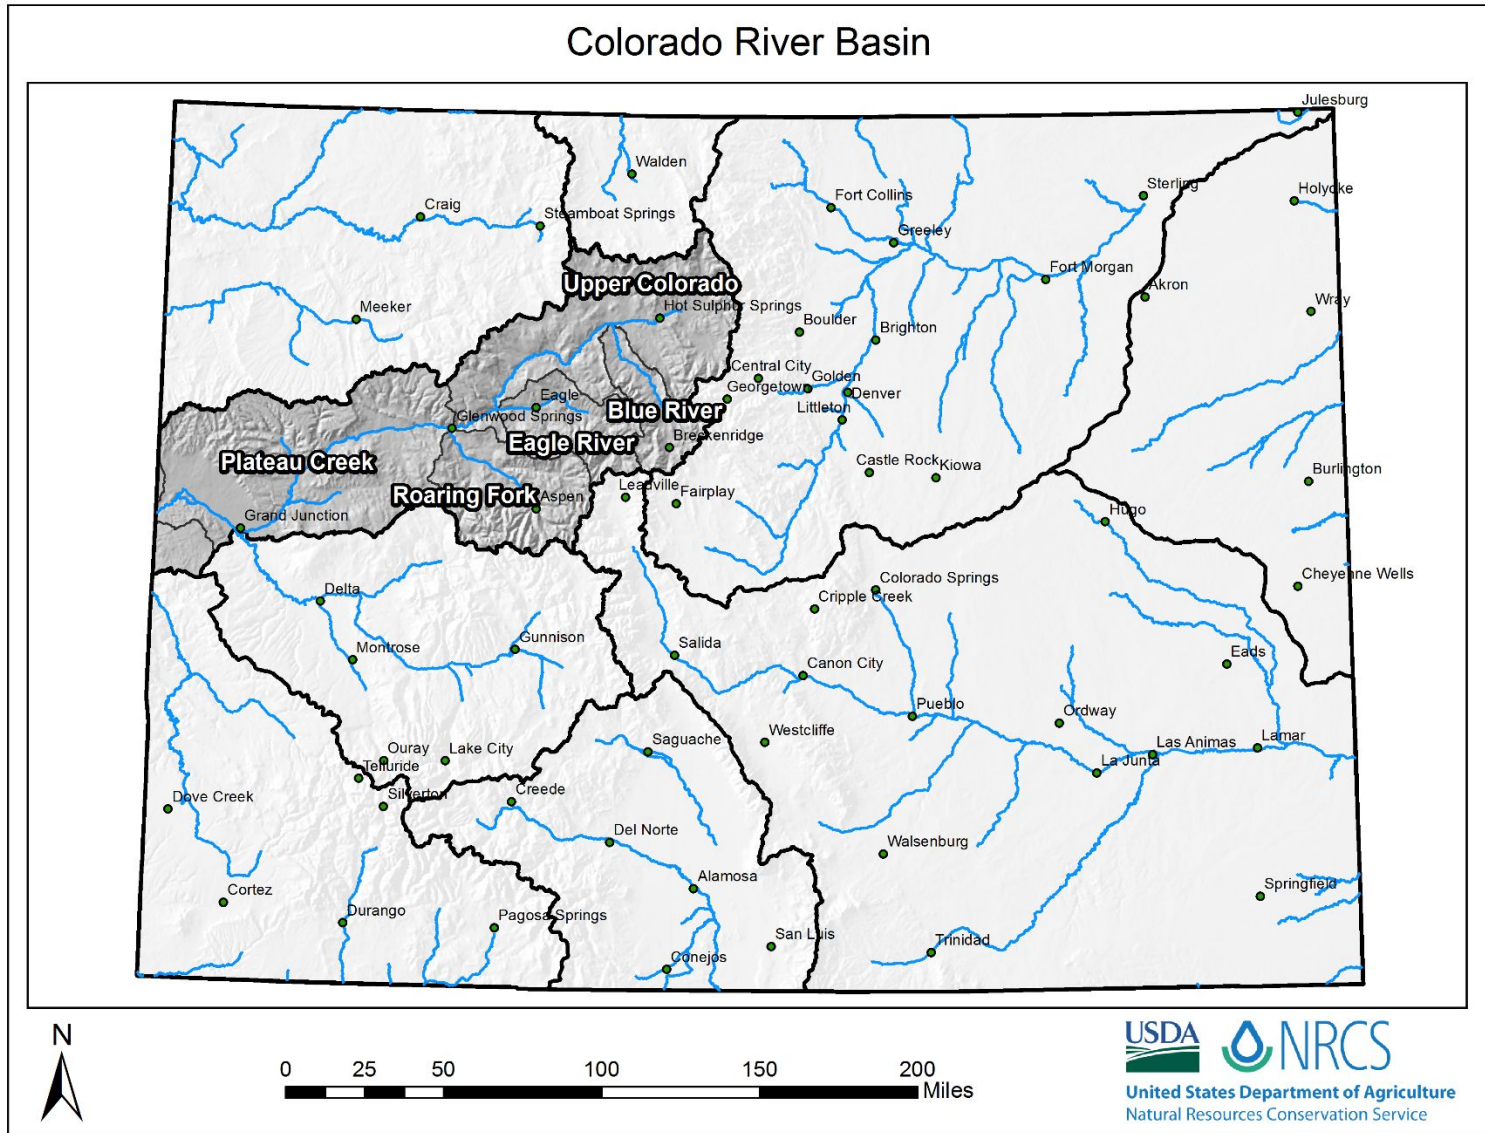 Colorado River Basin
Julesburg
Walden
Sterling
Holyoke
Craig
Steamboat Springs
Fort Collins
Greeley
Fort Morgan
Akron
Wray
Upper Colorado
Meeker
Hot Sulphur Springs
Boulder
Brighton
Central City
Georgetown
Golden
Denver
Littleton
Eagle
Glenwood Springs
Blue River
Eagle River
Breckenridge
Plateau Creek
Roaring Fork
Aspen
Leadville
Fairplay
Castle Rock
Kiowa
Burlington
Grand Junction
Hugo
Delta
Colorado Springs
Cripple Creek
Cheyenne Wells
Montrose
Gunnison
Salida
Canon City
Eads
Pueblo
Ordway
Westcliffe
Saguache
Ouray
Lake City
Telluride
Las Animas
Lamar
La Junta
Dove Creek
Silverton
Creede
Del Norte
Walsenburg
Alamosa
Springfield
Cortez
Durango
Pagosa Springs
San Luis
Trinidad
Conejos
N
0 25 50 100 150 200
Miles
USDA NRCS
United States Department of Agriculture
Natural Resources Conservation Service